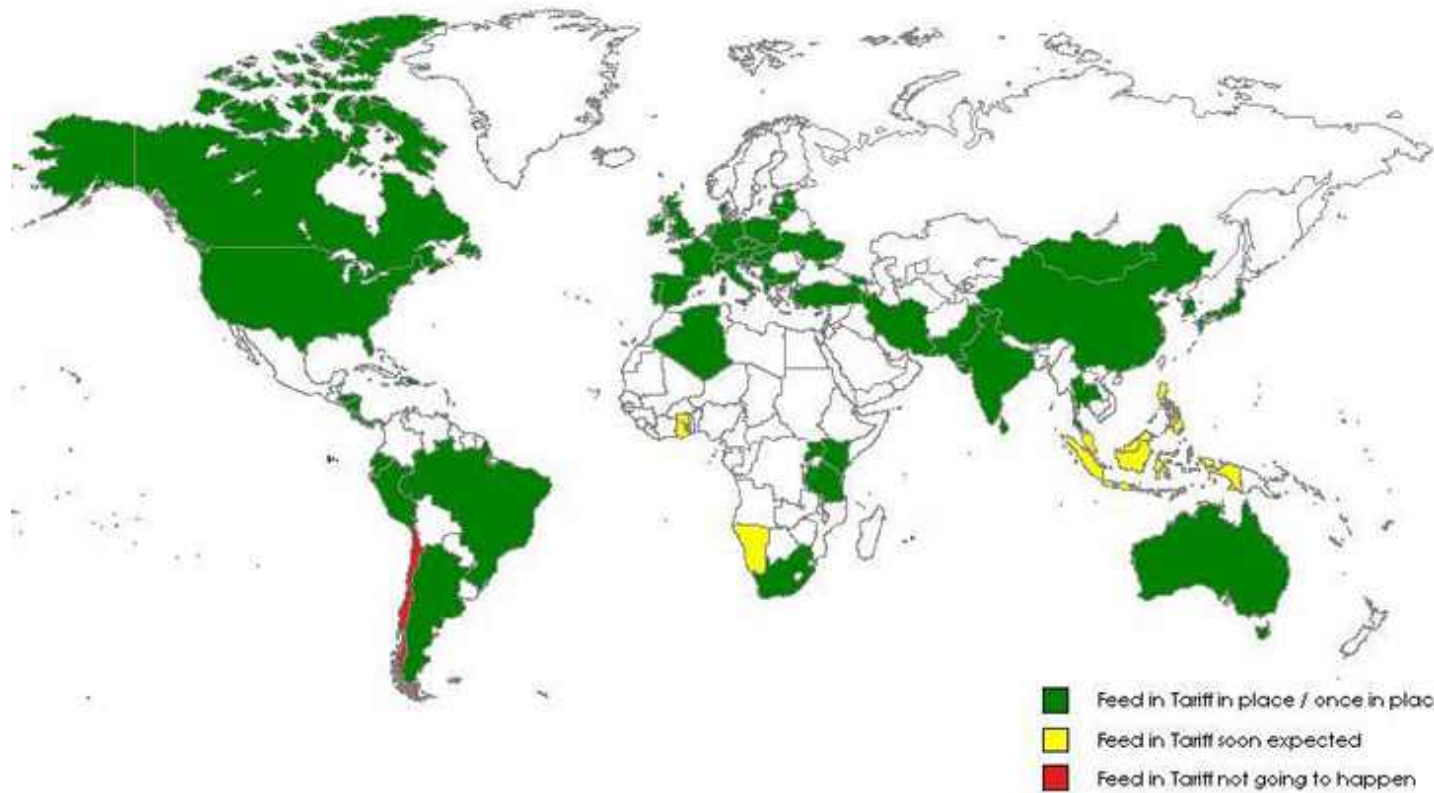 Feed in Tariff in place / once in plac
Feed in Tariff soon expected
Feed in Tariff not going to happen